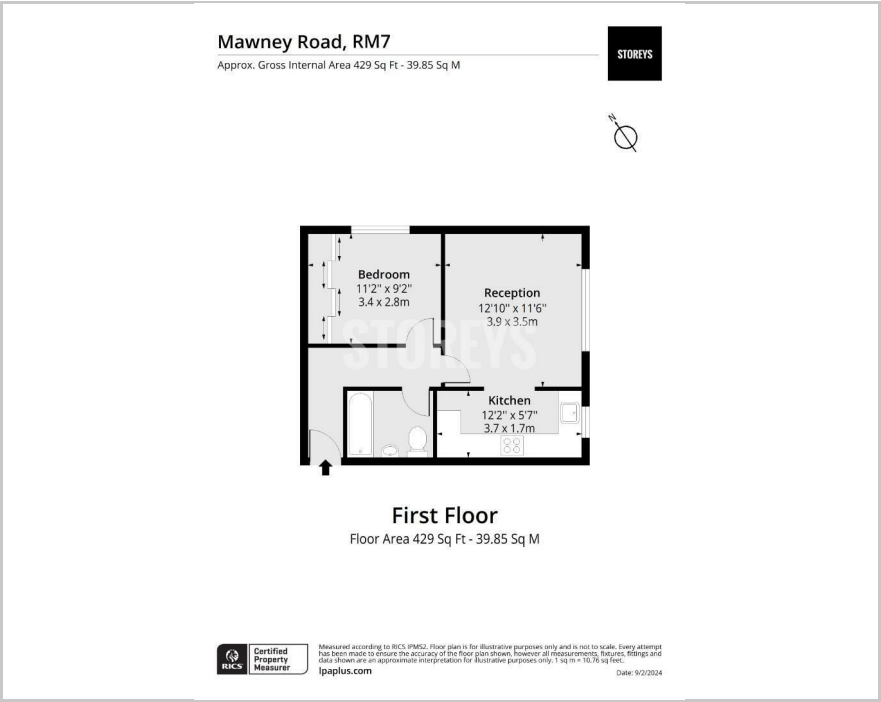 Mawney Road, RM7
Approx. Gross Internal Area 429 Sq Ft - 39.85 Sq M
STOREYS
N
Bedroom
11'2" x 9'2"
3.4 x 2.8m
Reception
12'10" x 11'6"
3.9 x 3.5m
STOREYS
Kitchen
12'2" x 5'7"
3.7 x 1.7m
First Floor
Floor Area 429 Sq Ft - 39.85 Sq M
RICS
Certified
Property
Measurer
Measured according to RICS IPMS2. Floor plan is for illustrative purposes only and is not to scale. Every attempt
has been made to ensure the accuracy of the floor plan shown, however all measurements, fixtures, fittings and
data shown are an approximate interpretation for illustrative purposes only. 1 sq m = 10.76 sq feet.
lpaplus.com
Date: 9/2/2024